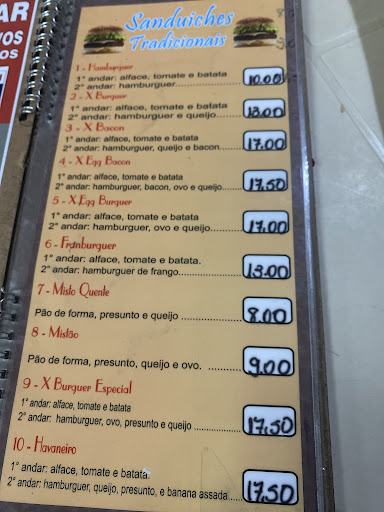 AR
VOS
OS
Sanduiches
Tradicionais
1 - Hamburguer
1° andar: alface, tomate e batata
2° andar: hamburguer............ 10.00
2 - X Burguer
1° andar: alface, tomate e batata
2° andar: hamburguer e queijo....... 13.00
3 - X Bacon
1° andar: alface, tomate e batata
2° andar: hamburguer, queijo e bacon...... 17.00
4 - X Egg Bacon
1° andar: alface, tomate e batata
2° andar: hamburguer, bacon, ovo e queijo...... 17.50
5 - X.Egg Burguer
1° andar: alface, tomate e batata
2° andar: hamburguer, ovo e queijo....... 17.00
6 - Franburguer
1° andar: alface, tomate e batata.
2° andar: hamburguer de frango............... 13.00
7 - Misto Quente
Pão de forma, presunto e queijo .............. 8.00
8 - Mistão
Pão de forma, presunto, queijo e ovo. .......... 9.00
9 - X Burguer Especial
1° andar: alface, tomate e batata
2° andar: hamburguer, ovo, presunto e queijo ............ 17.50
10 - Havaneiro
1° andar: alface, tomate e batata.
2° andar: hamburguer, queijo, presunto, e banana assada.... 17.50